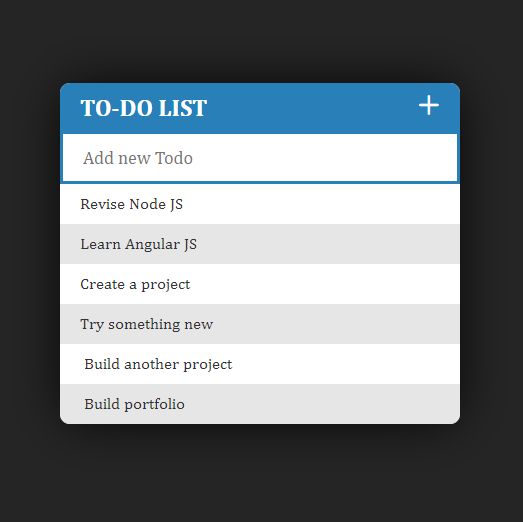 TO-DO LIST
Add new Todo
Revise Node JS
Learn Angular JS
Create a project
Try something new
Build another project
Build portfolio